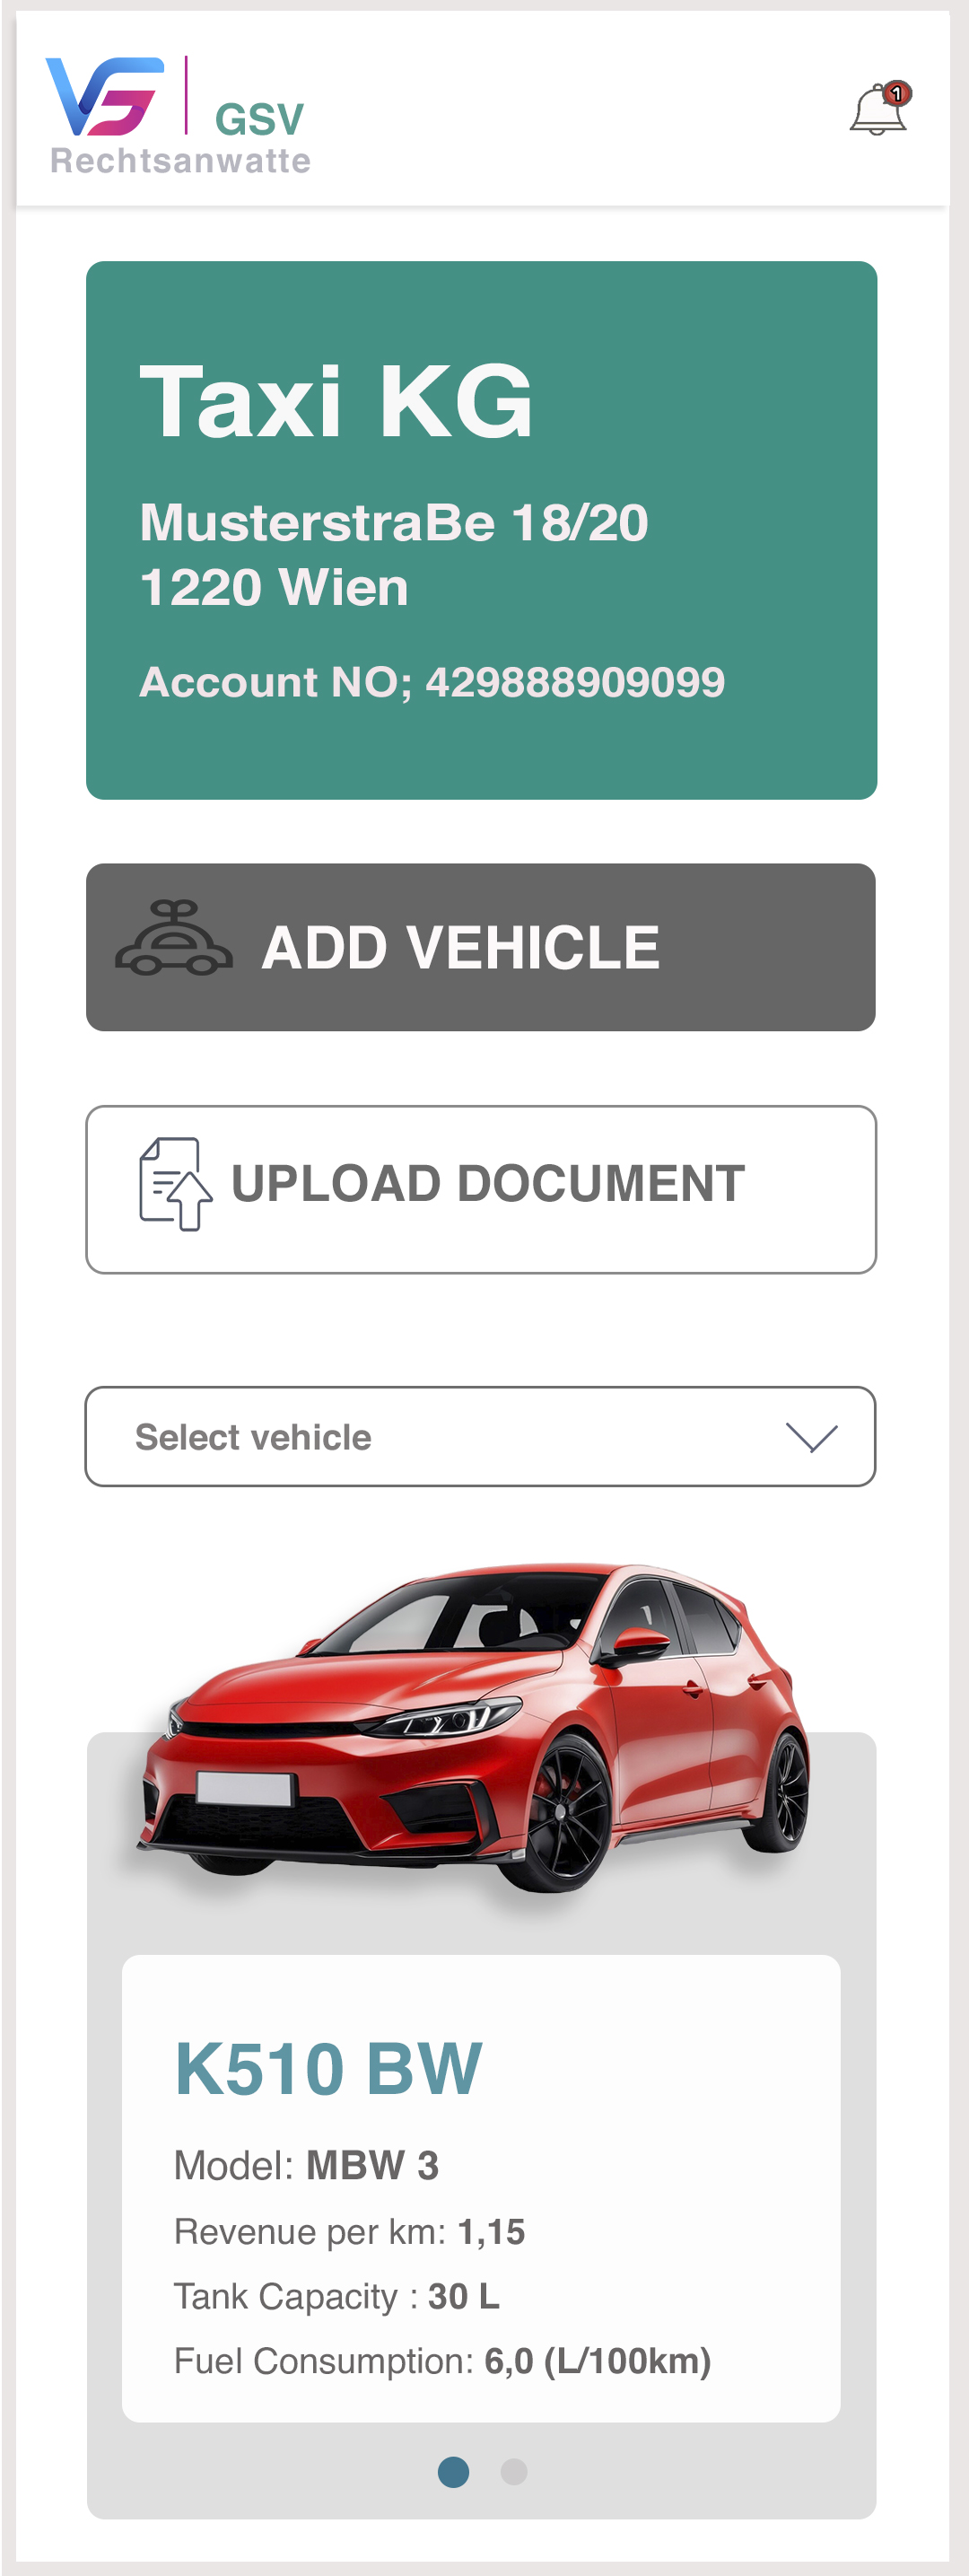 GSV
Rechtsanwatte
1
Taxi KG
MusterstraBe 18/20
1220 Wien
Account NO; 429888909099
ADD VEHICLE
UPLOAD DOCUMENT
Select vehicle
K510 BW
Model: MBW 3
Revenue per km: 1,15
Tank Capacity : 30 L
Fuel Consumption: 6,0 (L/100km)